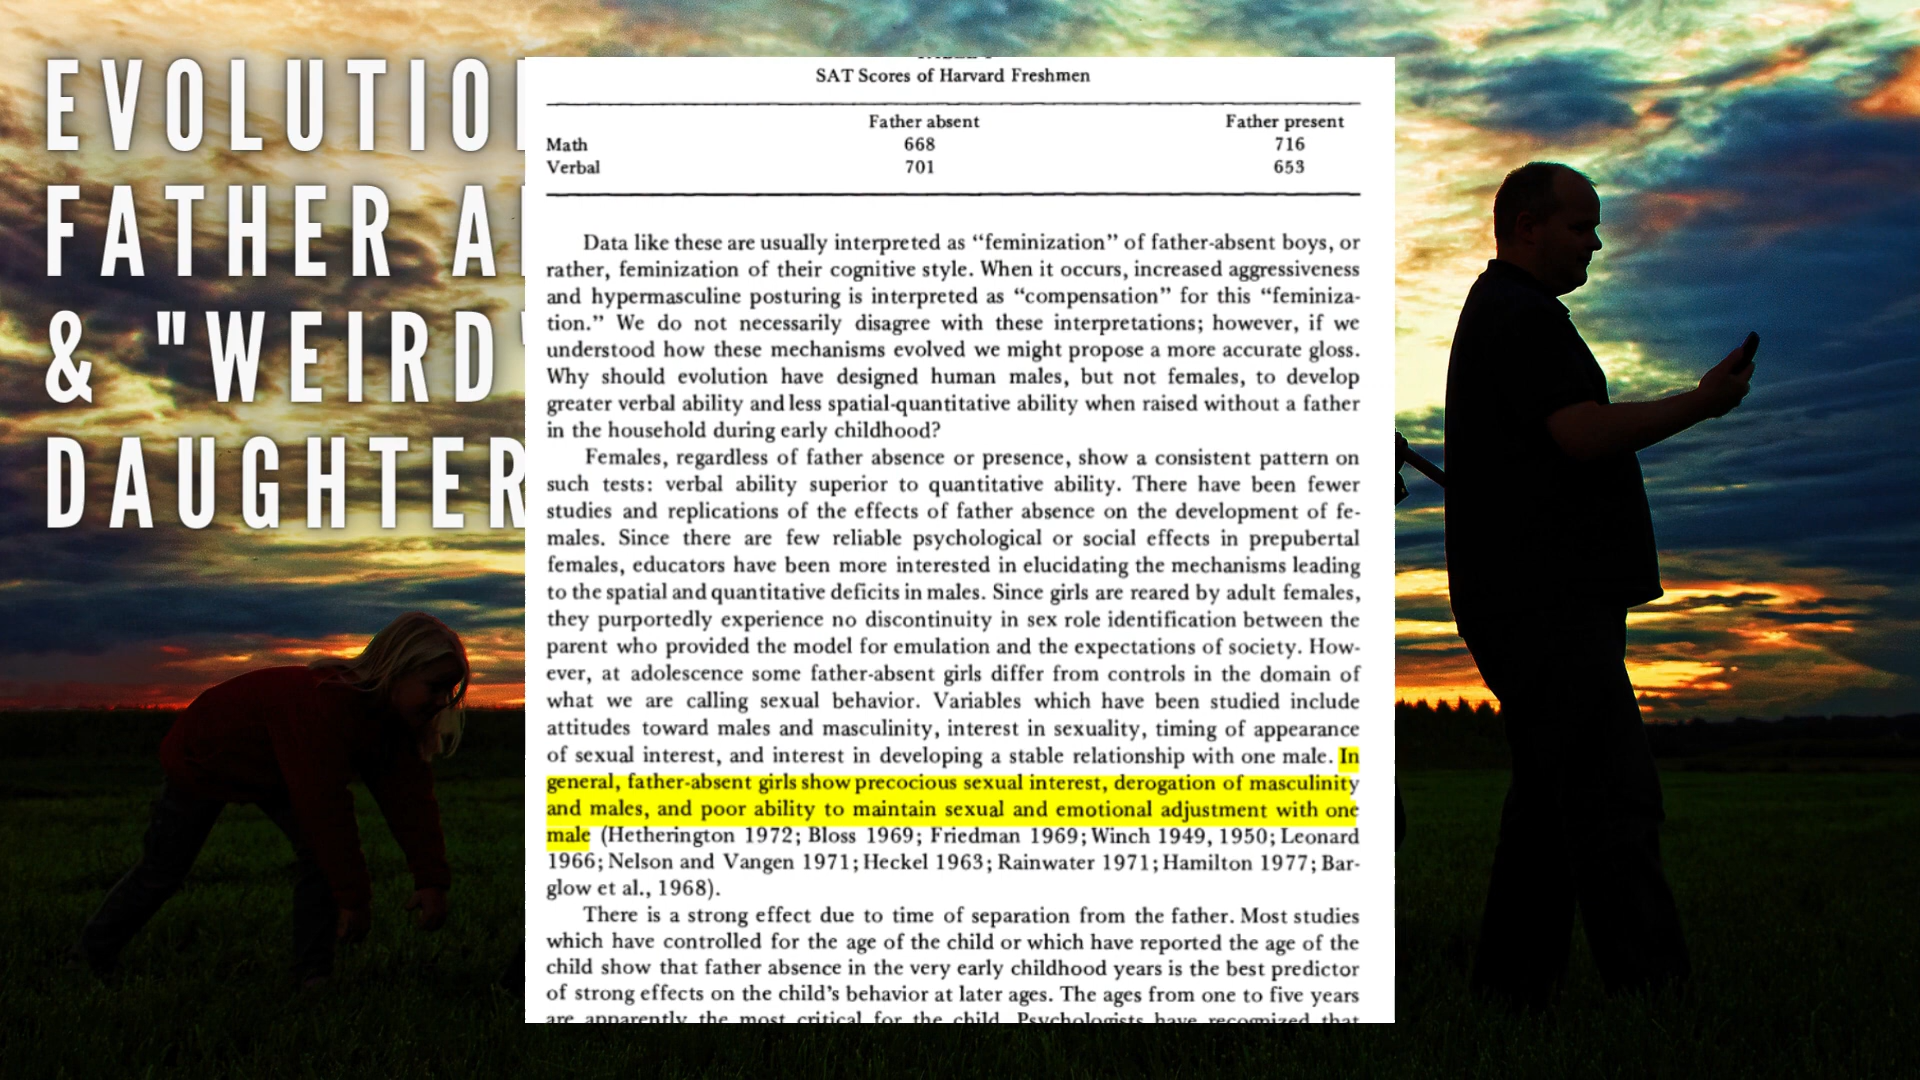 EVOLUTIO
FATHER A
& "WEIRD"
DAUGHTER
SAT Scores of Harvard Freshmen
Father absent Father present
Math 668 716
Verbal 701 653
Data like these are usually interpreted as “feminization” of father-absent boys, or
rather, feminization of their cognitive style. When it occurs, increased aggressiveness
and hypermasculine posturing is interpreted as “compensation” for this “feminiza-
tion.” We do not necessarily disagree with these interpretations; however, if we
understood how these mechanisms evolved we might propose a more accurate gloss.
Why should evolution have designed human males, but not females, to develop
greater verbal ability and less spatial-quantitative ability when raised without a father
in the household during early childhood?
Females, regardless of father absence or presence, show a consistent pattern on
such tests: verbal ability superior to quantitative ability. There have been fewer
studies and replications of the effects of father absence on the development of fe-
males. Since there are few reliable psychological or social effects in prepubertal
females, educators have been more interested in elucidating the mechanisms leading
to the spatial and quantitative deficits in males. Since girls are reared by adult females,
they purportedly experience no discontinuity in sex role identification between the
parent who provided the model for emulation and the expectations of society. How-
ever, at adolescence some father-absent girls differ from controls in the domain of
what we are calling sexual behavior. Variables which have been studied include
attitudes toward males and masculinity, interest in sexuality, timing of appearance
of sexual interest, and interest in developing a stable relationship with one male. In
general, father-absent girls show precocious sexual interest, derogation of masculinity
and males, and poor ability to maintain sexual and emotional adjustment with one
male (Hetherington 1972; Bloss 1969; Friedman 1969; Winch 1949, 1950; Leonard
1966; Nelson and Vangen 1971; Heckel 1963; Rainwater 1971; Hamilton 1977; Bar-
glow et al., 1968).
There is a strong effect due to time of separation from the father. Most studies
which have controlled for the age of the child or which have reported the age of the
child show that father absence in the very early childhood years is the best predictor
of strong effects on the child's behavior at later ages. The ages from one to five years
are apparently the most critical for the child. Psychologists have recognized that